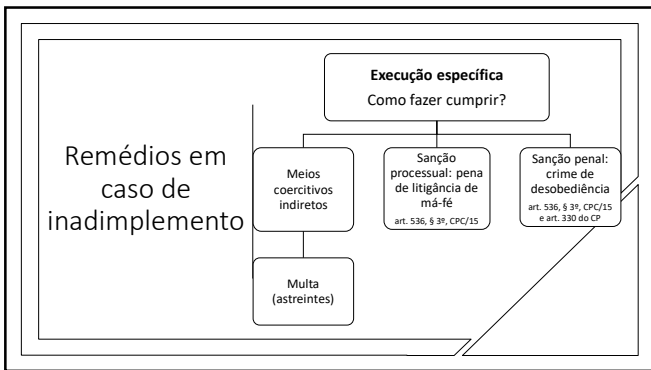 Remédios em
caso de
inadimplemento
Execução específica
Como fazer cumprir?
Meios
coercitivos
indiretos
Multa
(astreintes)
Sanção
processual: pena
de litigância de
má-fé
art. 536, § 3º, CPC/15
Sanção penal:
crime de
desobediência
art. 536, § 3º, CPC/15
e art. 330 do CP